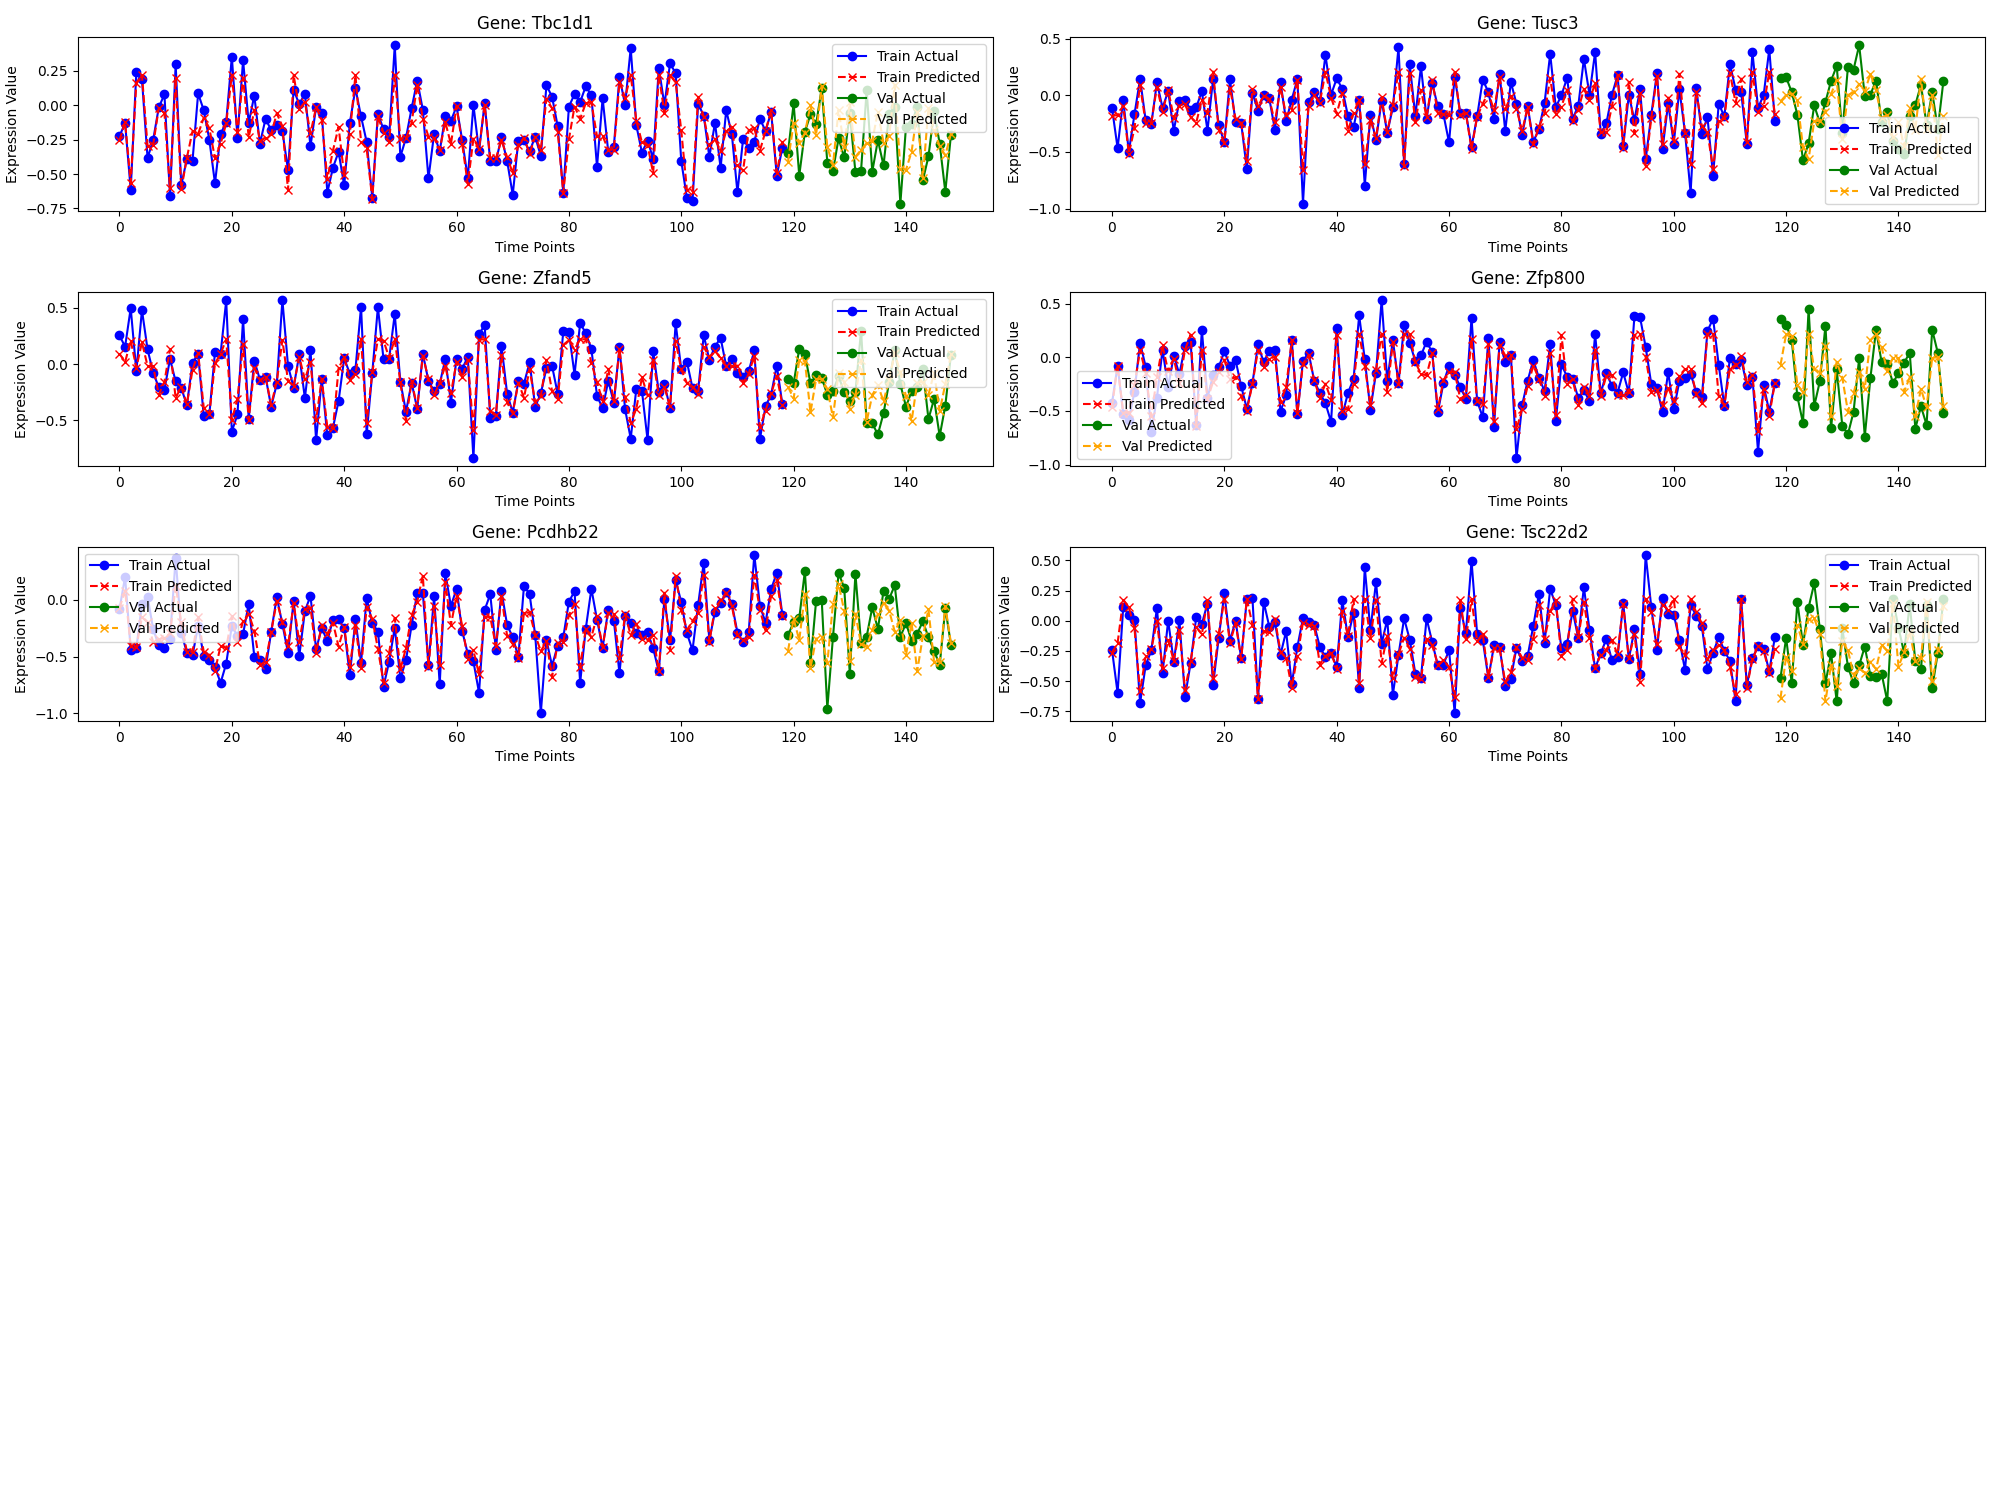 Gene: Tbc1d1
Expression Value
0.25
0.00
−0.25
−0.50
−0.75
0 20 40 60 80 100 120 140
Time Points
Train Actual
Train Predicted
Val Actual
Val Predicted
Gene: Tusc3
Expression Value
0.5
0.0
−0.5
−1.0
0 20 40 60 80 100 120 140
Time Points
Train Actual
Train Predicted
Val Actual
Val Predicted
Gene: Zfand5
Expression Value
0.5
0.0
−0.5
0 20 40 60 80 100 120 140
Time Points
Train Actual
Train Predicted
Val Actual
Val Predicted
Gene: Zfp800
Expression Value
0.5
0.0
−0.5
−1.0
0 20 40 60 80 100 120 140
Time Points
Train Actual
Train Predicted
Val Actual
Val Predicted
Gene: Pcdhb22
Expression Value
0.0
−0.5
−1.0
0 20 40 60 80 100 120 140
Time Points
Train Actual
Train Predicted
Val Actual
Val Predicted
Gene: Tsc22d2
Expression Value
0.50
0.25
0.00
−0.25
−0.50
−0.75
0 20 40 60 80 100 120 140
Time Points
Train Actual
Train Predicted
Val Actual
Val Predicted